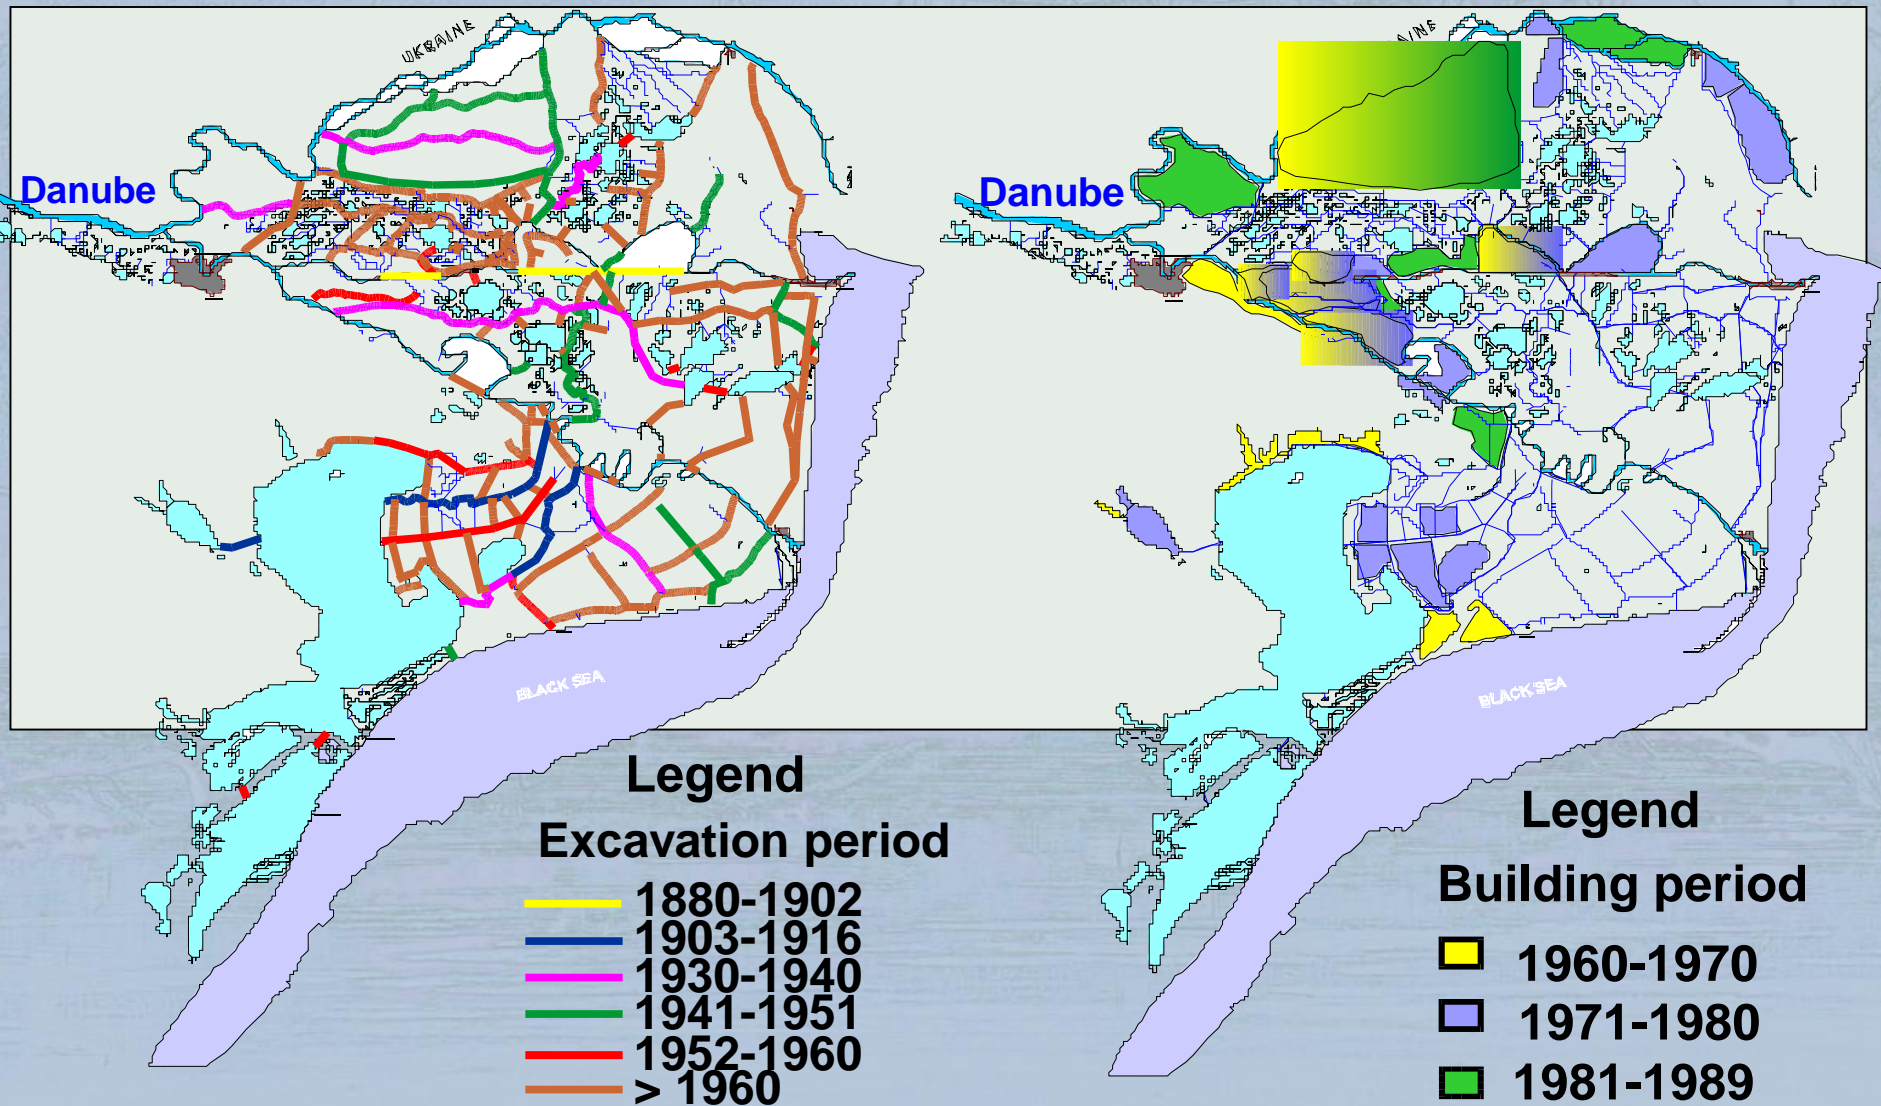 UKRAINE
Danube
BLACK SEA
Legend
Excavation period
1880-1902
1903-1916
1930-1940
1941-1951
1952-1960
> 1960
AINE
Danube
BLACK SEA
Legend
Building period
1960-1970
1971-1980
1981-1989